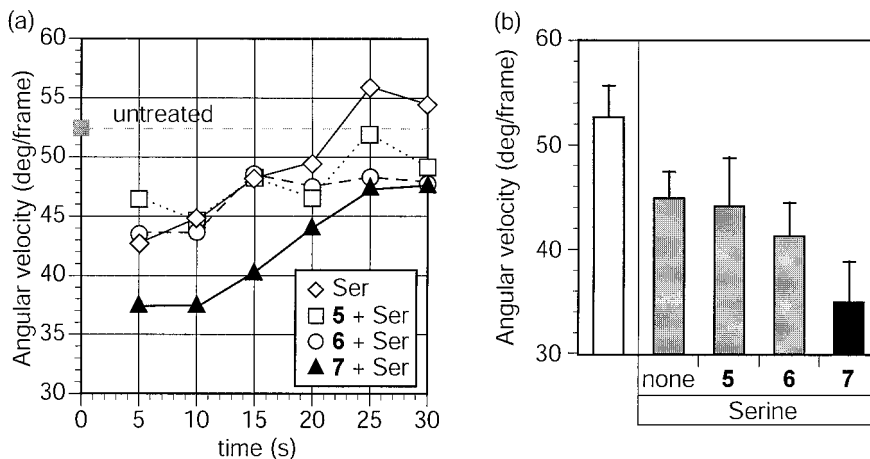 (a)
60
55
50
45
40
35
30
Angular velocity (deg/frame)
untreated
Ser
5 + Ser
6 + Ser
7 + Ser
0 5 10 15 20 25 30
time (s)
(b)
60
50
40
30
Angular velocity (deg/frame)
none 5 6 7
Serine